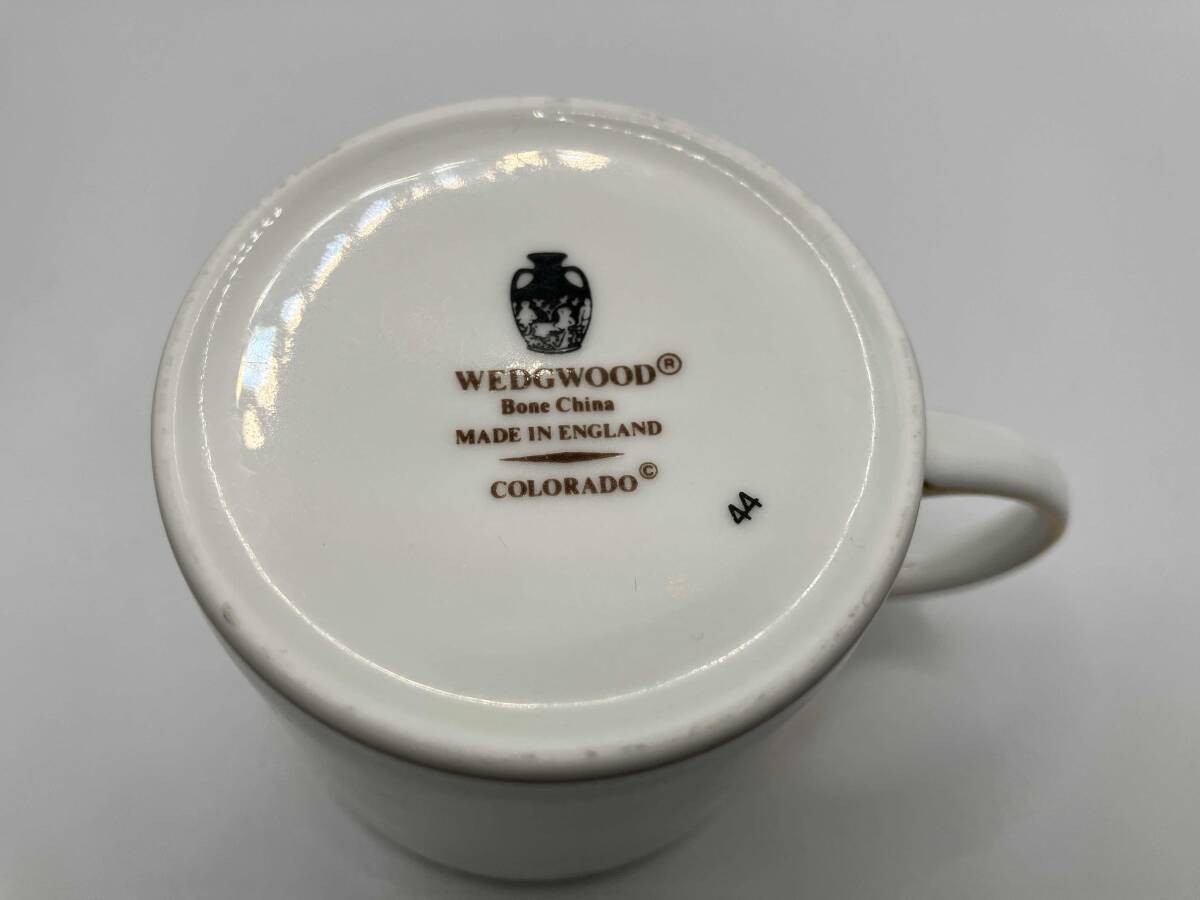 WEDGWOOD®
Bone China
MADE IN ENGLAND
COLORADO©
44